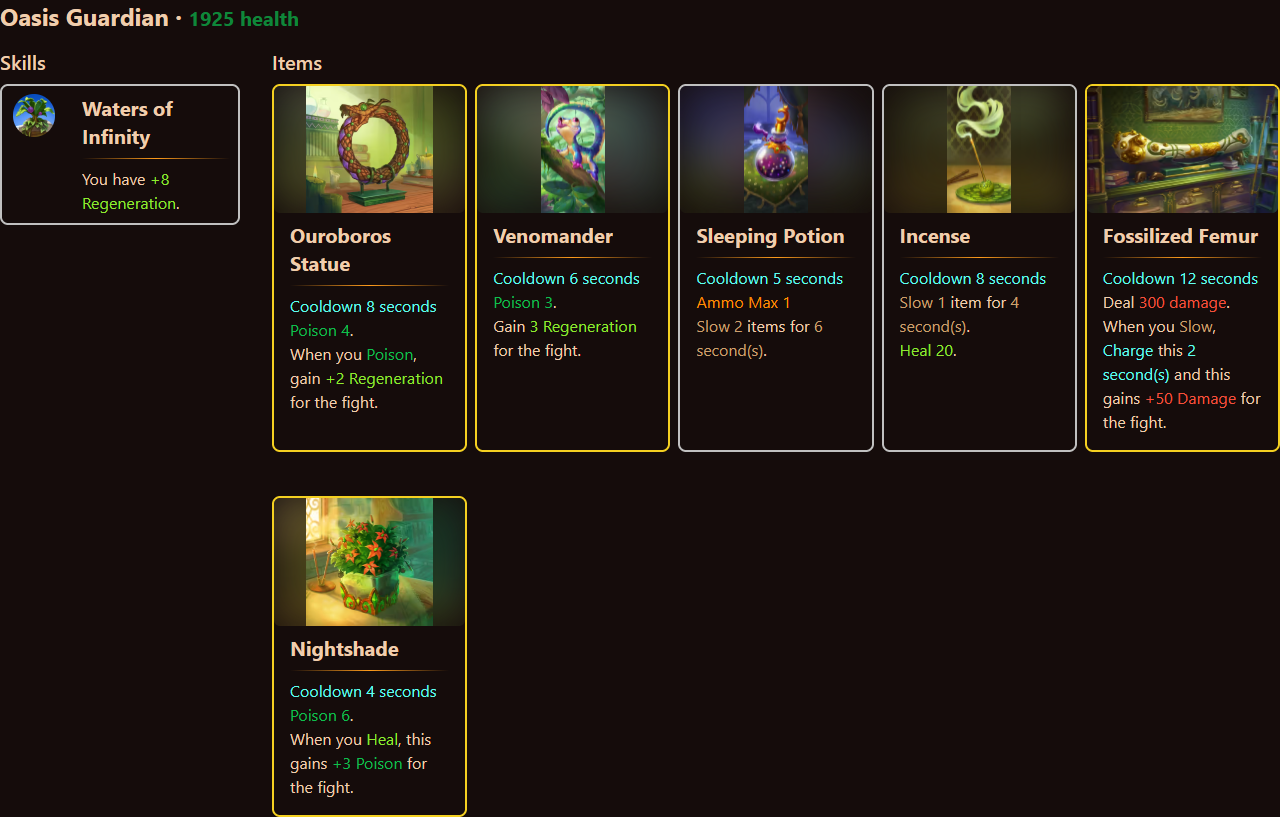 Oasis Guardian · 1925 health
Skills
Waters of
Infinity
You have +8
Regeneration.
Items
Ouroboros
Statue
Cooldown 8 seconds
Poison 4.
When you Poison,
gain +2 Regeneration
for the fight.
Venomander
Cooldown 6 seconds
Poison 3.
Gain 3 Regeneration
for the fight.
Sleeping Potion
Cooldown 5 seconds
Ammo Max 1
Slow 2 items for 6
second(s).
Incense
Cooldown 8 seconds
Slow 1 item for 4
second(s).
Heal 20.
Fossilized Femur
Cooldown 12 seconds
Deal 300 damage.
When you Slow,
Charge this 2
second(s) and this
gains +50 Damage for
the fight.
Nightshade
Cooldown 4 seconds
Poison 6.
When you Heal, this
gains +3 Poison for
the fight.